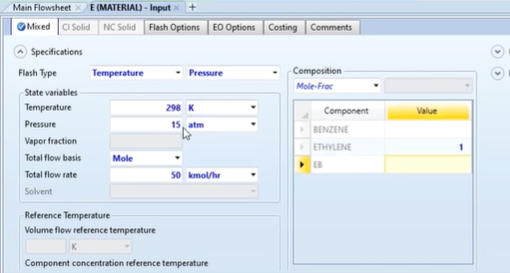 Main Flowsheet × E (MATERIAL) - Input × +
Mixed CI Solid NC Solid Flash Options EO Options Costing Comments
Specifications
Flash Type Temperature Pressure
State variables
Temperature 298 K
Pressure 15 atm
Vapor fraction
Total flow basis Mole
Total flow rate 50 kmol/hr
Solvent
Reference Temperature
Volume flow reference temperature
K
Component concentration reference temperature
Composition
Mole-Frac
Component Value
BENZENE
ETHYLENE 1
EB